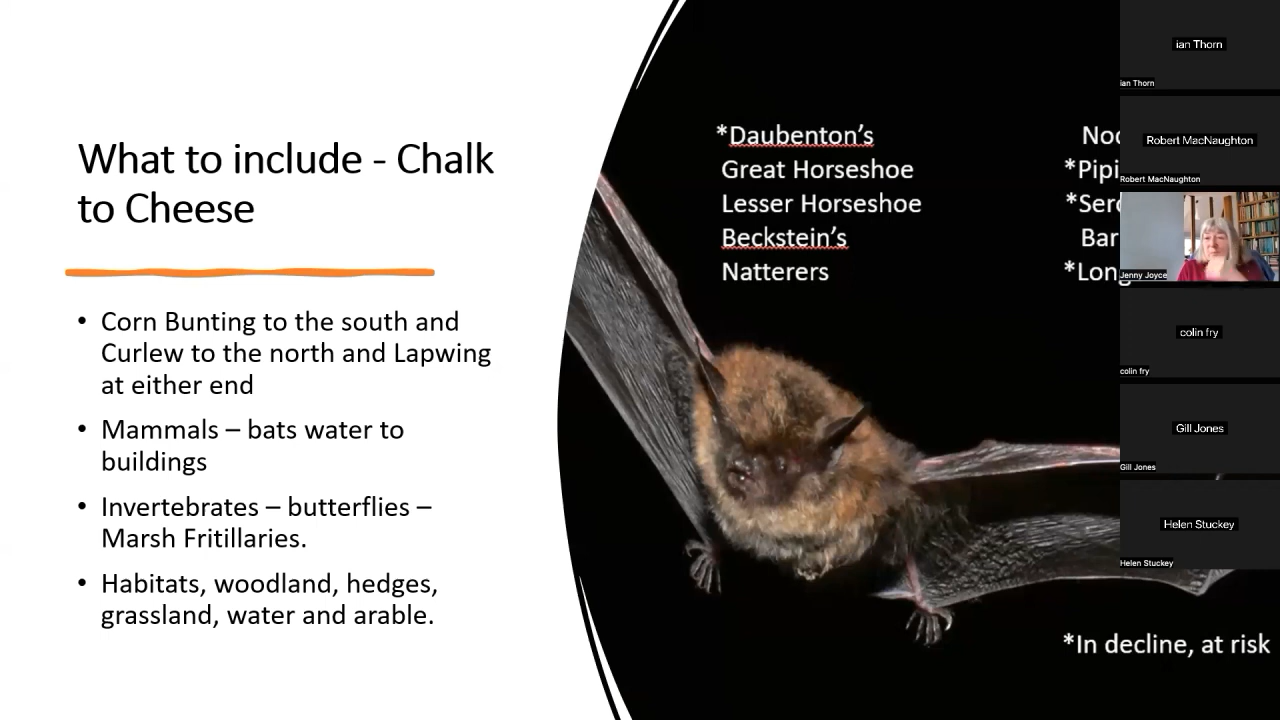 What to include - Chalk
to Cheese
• Corn Bunting to the south and
Curlew to the north and Lapwing
at either end
• Mammals – bats water to
buildings
• Invertebrates – butterflies –
Marsh Fritillaries.
• Habitats, woodland, hedges,
grassland, water and arable.
*Daubenton's
Great Horseshoe
Lesser Horseshoe
Beckstein's
Natterers
*In decline, at risk
ian Thorn
ian Thorn
Robert MacNaughton
Robert MacNaughton
Jenny Joyce
colin fry
colin fry
Gill Jones
Gill Jones
Helen Stuckey
Helen Stuckey